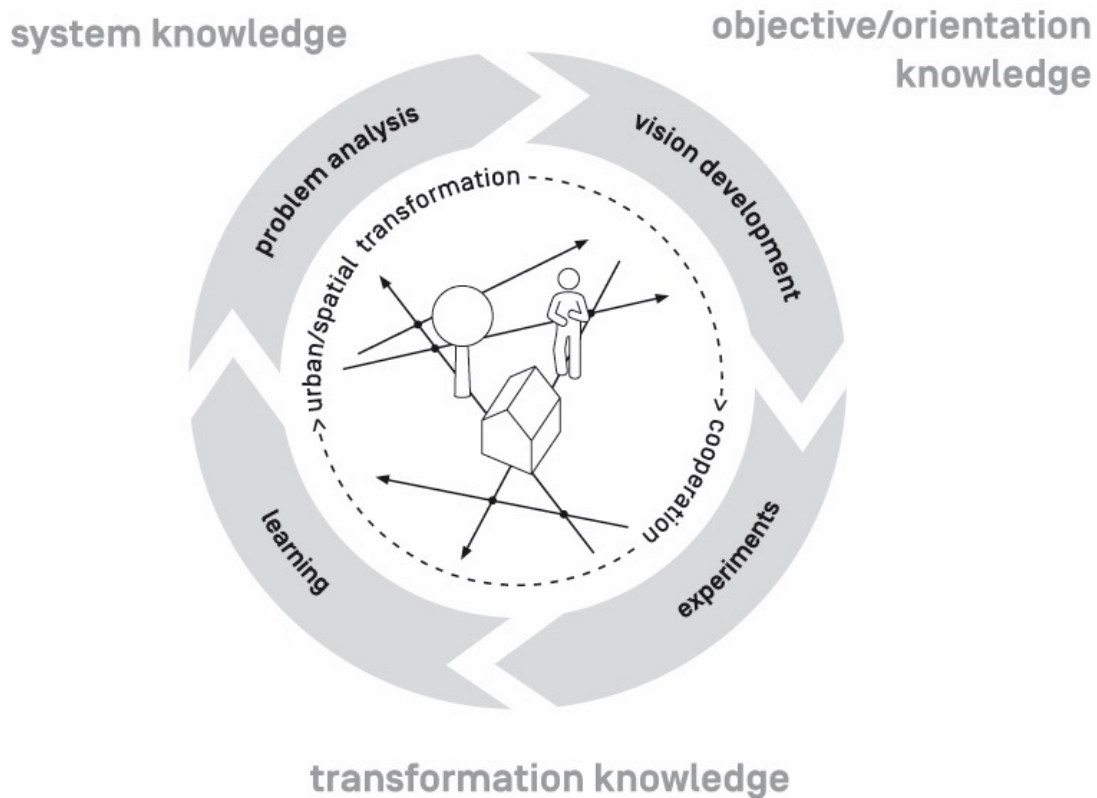 system knowledge
objective/orientation
knowledge
problem analysis
vision development
> urban/spatial transformation
> cooperation
learning
experiments
transformation knowledge